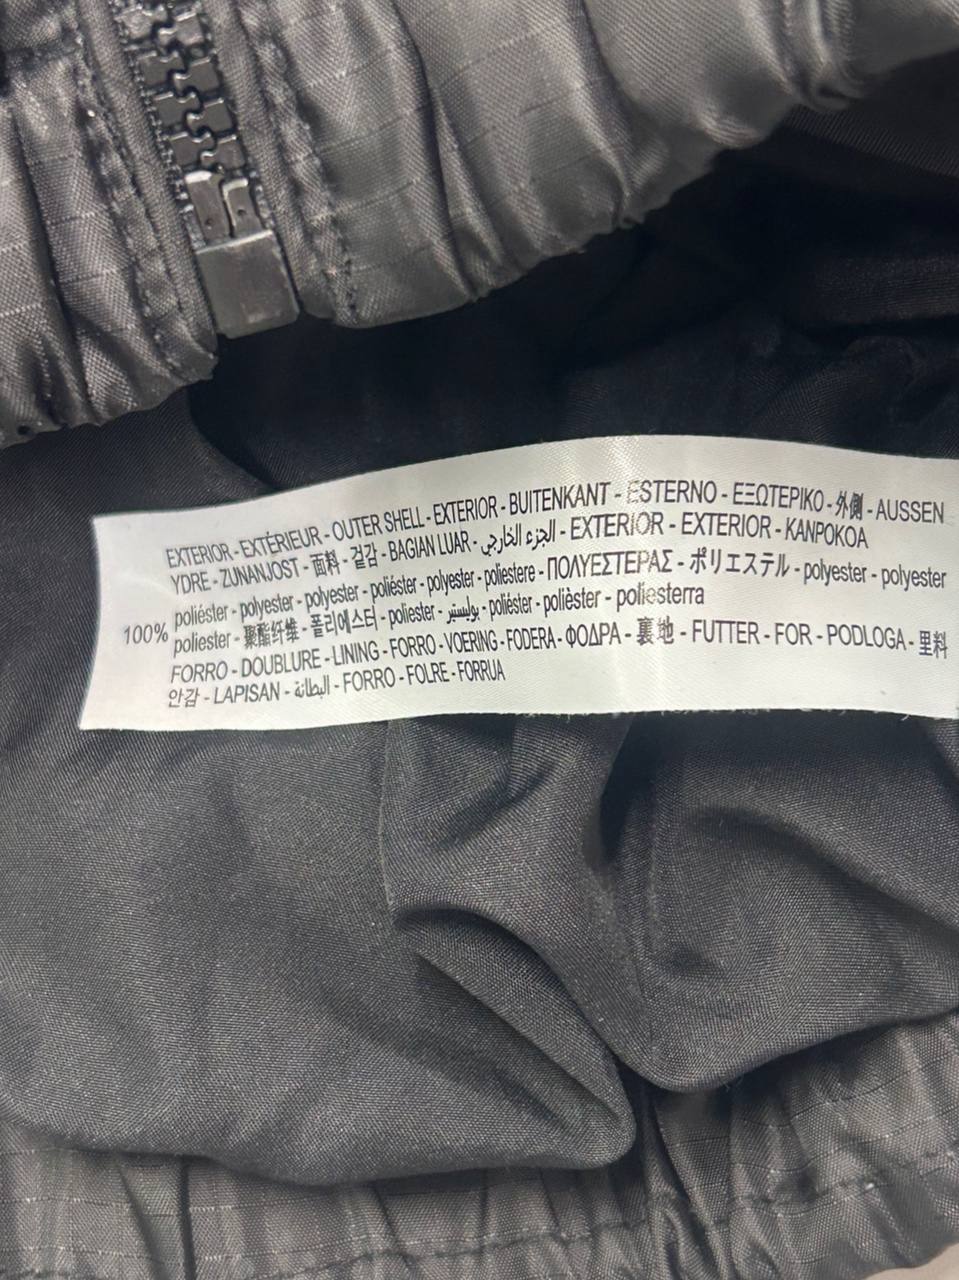 EXTERIOR - EXTÉRIEUR - OUTER SHELL - EXTERIOR - BUITENKANT - ESTERNO - ΕΞΩΤΕΡΙΚΟ - 外側 - AUSSEN
YDRE - ZUNANJOST - 面料 - 겉감 - BAGIAN LUAR - الجزء الخارجي - EXTERIOR - EXTERIOR - KANPOKOA
100% poliéster - polyester - polyester - poliéster - polyester - poliestere - ΠΟΛΥΕΣΤΕΡΑΣ - ポリエステル - polyester - polyester
poliester - 聚酯纤维 - 폴리에스터 - poliester - بوليستير - poliéster - polièster - poliesterra
FORRO - DOUBLURE - LINING - FORRO - VOERING - FODERA - ΦΟΔΡΑ - 裏地 - FUTTER - FOR - PODLOGA - 里料
안감 - LAPISAN - البطانة - FORRO - FOLRE - FORRUA